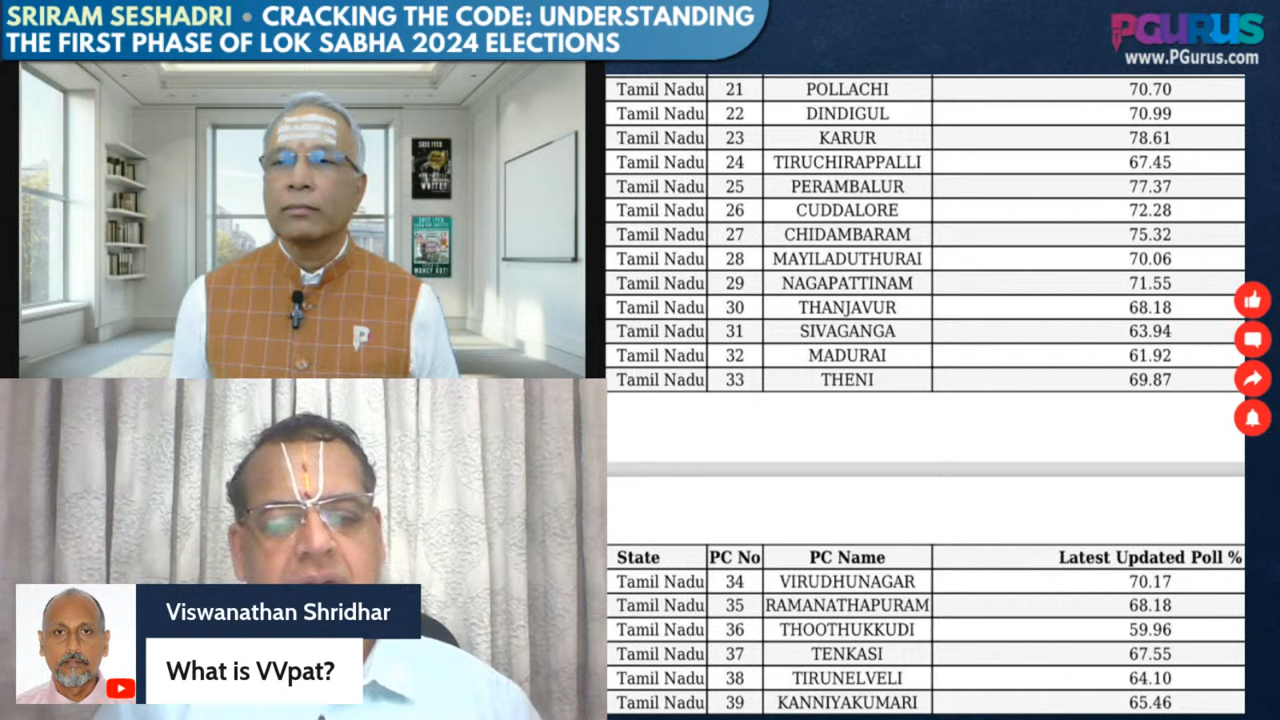 SRIRAM SESHADRI • CRACKING THE CODE: UNDERSTANDING
THE FIRST PHASE OF LOK SABHA 2024 ELECTIONS
PGURUS
www.PGurus.com
Tamil Nadu 21 POLLACHI 70.70
Tamil Nadu 22 DINDIGUL 70.99
Tamil Nadu 23 KARUR 78.61
Tamil Nadu 24 TIRUCHIRAPPALLI 67.45
Tamil Nadu 25 PERAMBALUR 77.37
Tamil Nadu 26 CUDDALORE 72.28
Tamil Nadu 27 CHIDAMBARAM 75.32
Tamil Nadu 28 MAYILADUTHURAI 70.06
Tamil Nadu 29 NAGAPATTINAM 71.55
Tamil Nadu 30 THANJAVUR 68.18
Tamil Nadu 31 SIVAGANGA 63.94
Tamil Nadu 32 MADURAI 61.92
Tamil Nadu 33 THENI 69.87
State PC No PC Name Latest Updated Poll %
Tamil Nadu 34 VIRUDHUNAGAR 70.17
Tamil Nadu 35 RAMANATHAPURAM 68.18
Tamil Nadu 36 THOOTHUKKUDI 59.96
Tamil Nadu 37 TENKASI 67.55
Tamil Nadu 38 TIRUNELVELI 64.10
Tamil Nadu 39 KANNIYAKUMARI 65.46
SREE IYER
Viswanathan Shridhar
What is VVpat?